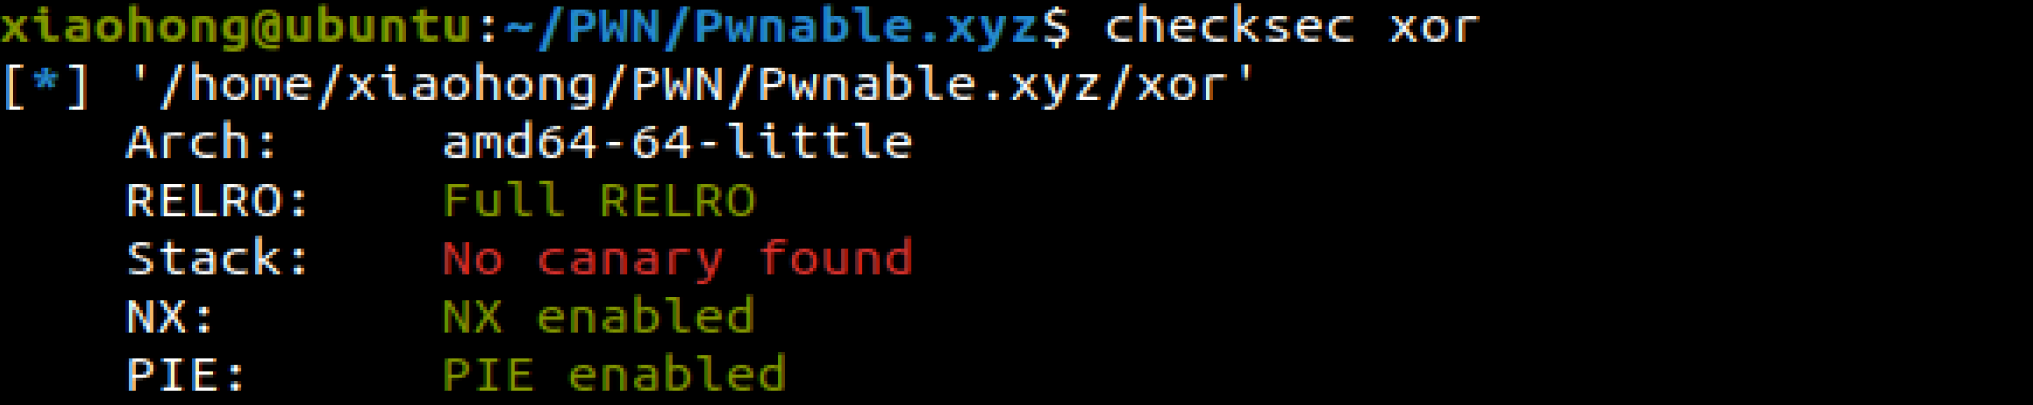 xiaohong@ubuntu:~/PWN/Pwnable.xyz$ checksec xor
[*] '/home/xiaohong/PWN/Pwnable.xyz/xor'
    Arch:     amd64-64-little
    RELRO:    Full RELRO
    Stack:    No canary found
    NX:       NX enabled
    PIE:      PIE enabled